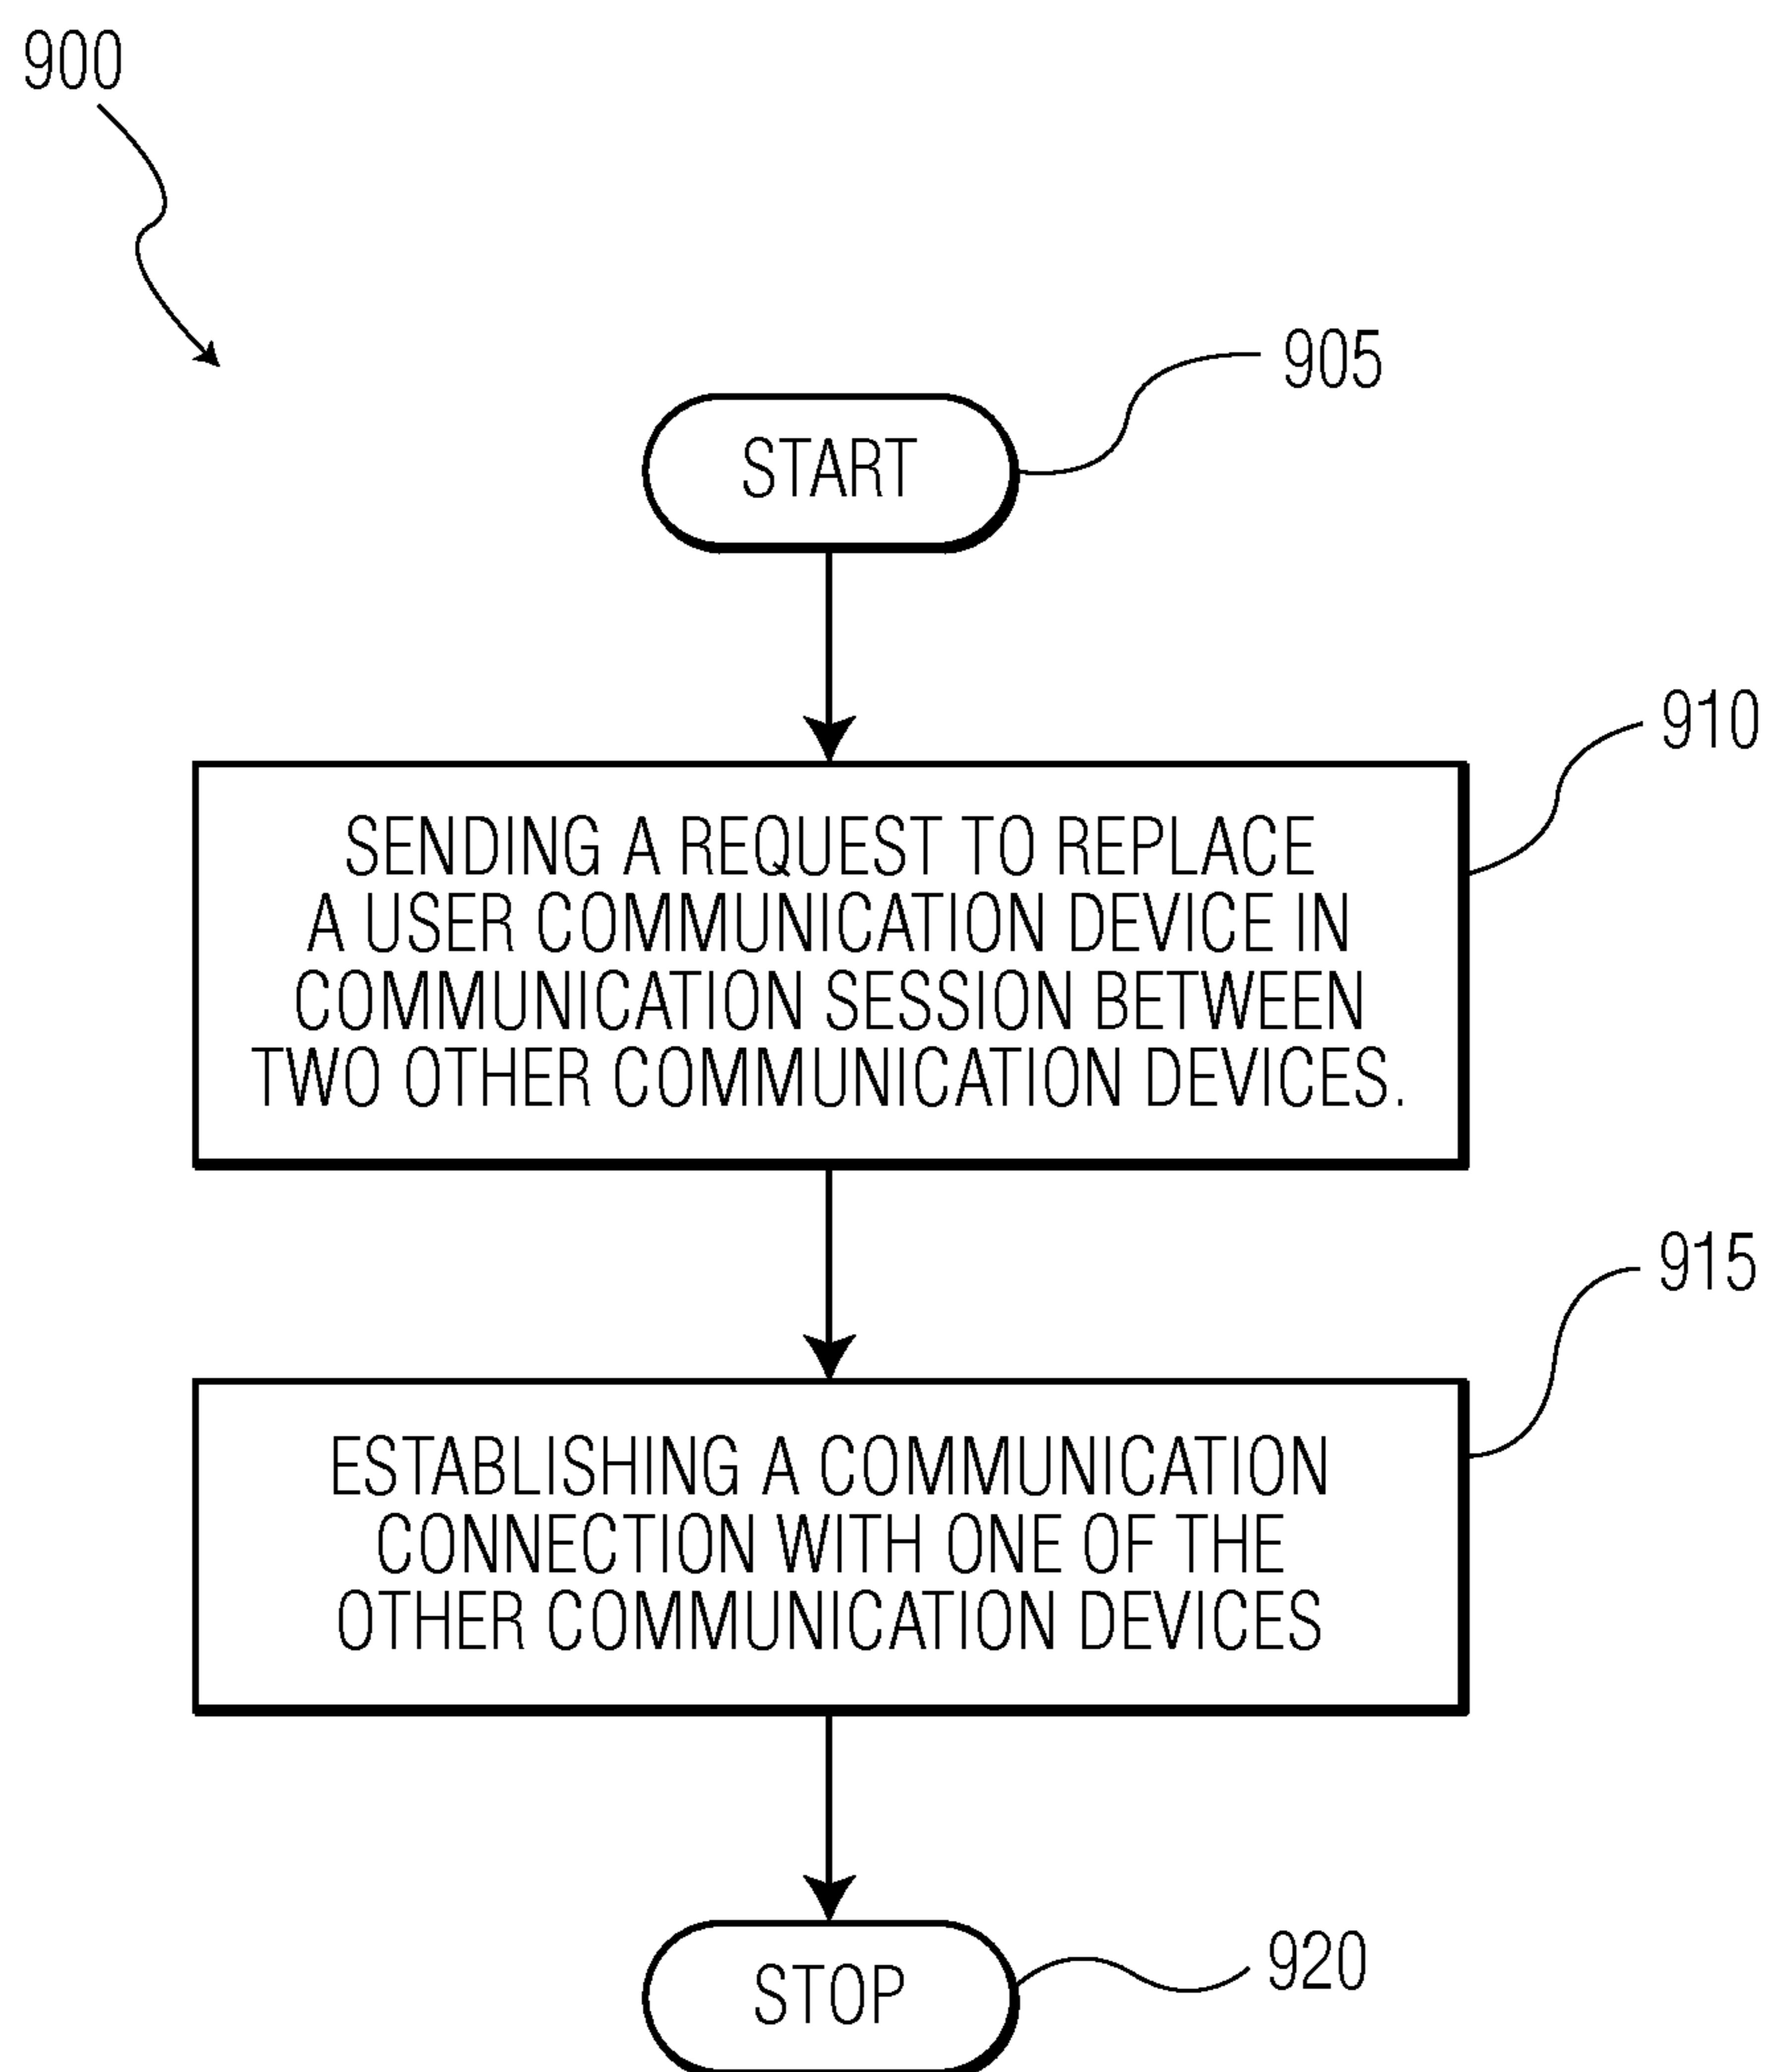 900
905
START
910
SENDING A REQUEST TO REPLACE
A USER COMMUNICATION DEVICE IN
COMMUNICATION SESSION BETWEEN
TWO OTHER COMMUNICATION DEVICES.
915
ESTABLISHING A COMMUNICATION
CONNECTION WITH ONE OF THE
OTHER COMMUNICATION DEVICES
920
STOP